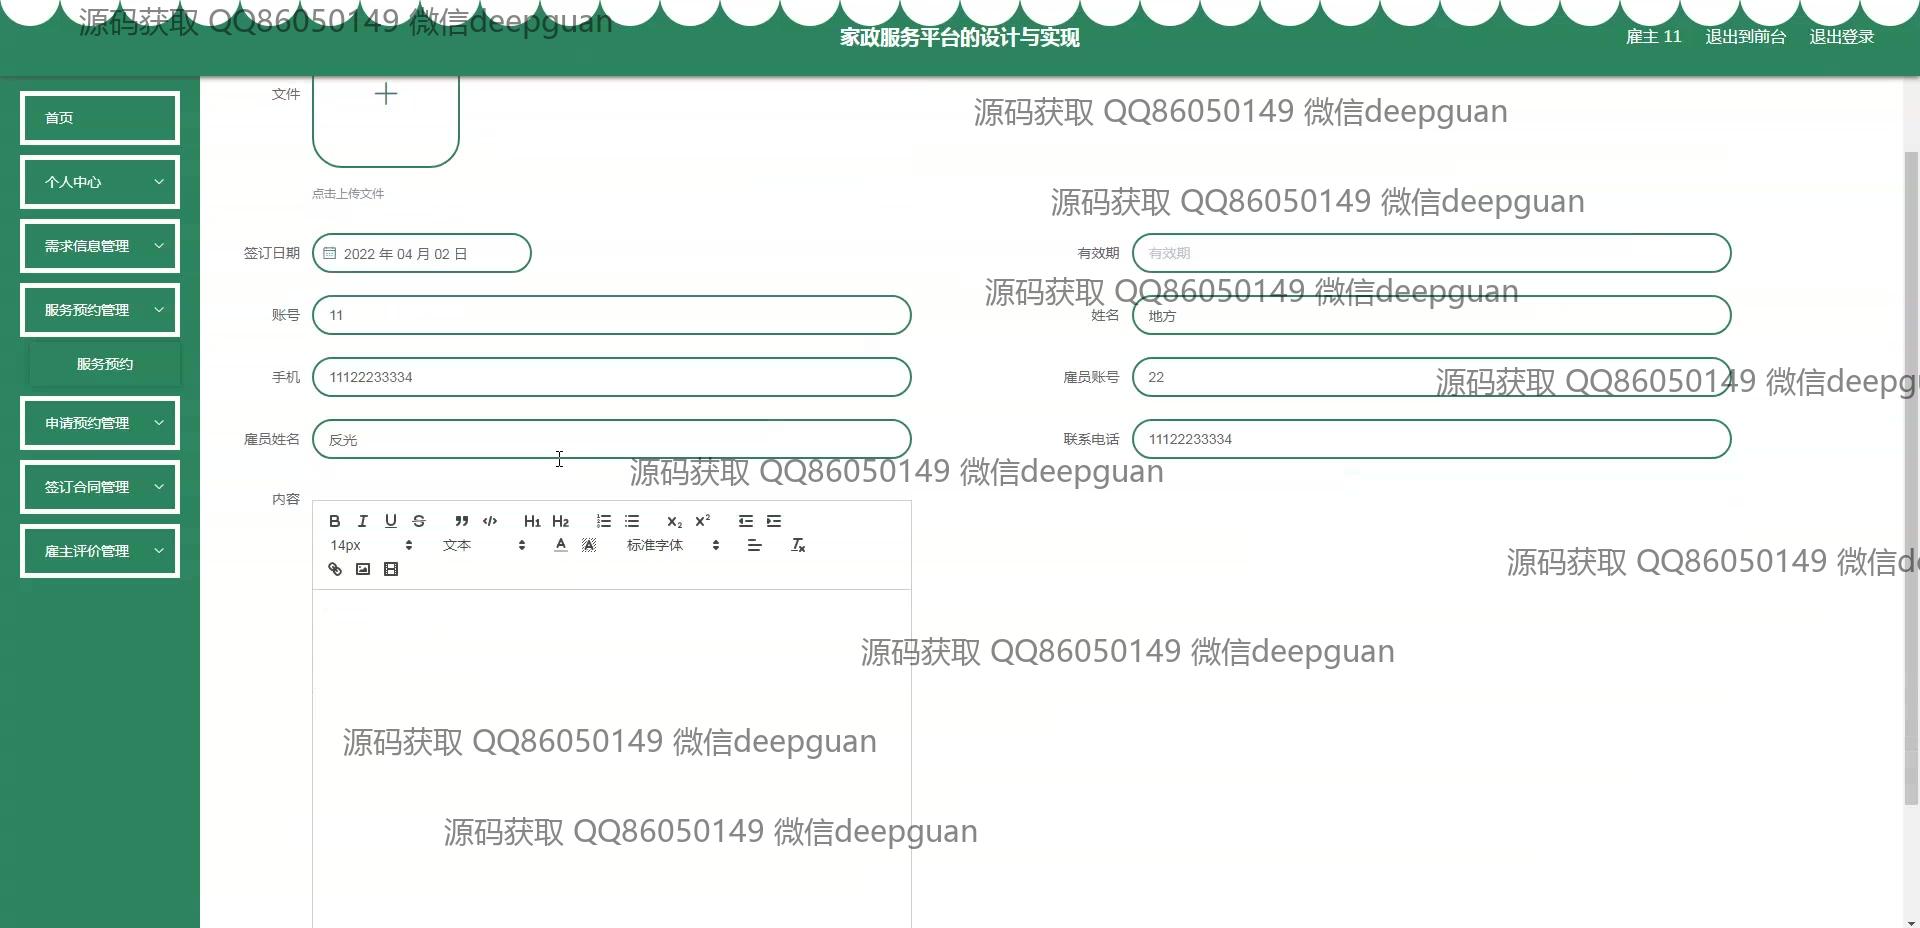 源码获取 QQ86050149 微信deepguan
家政服务平台的设计与实现
雇主 11 退出到前台 退出登录
首页
个人中心
需求信息管理
服务预约管理
服务预约
申请预约管理
签订合同管理
雇主评价管理
文件
源码获取 QQ86050149 微信deepguan
点击上传文件
源码获取 QQ86050149 微信deepguan
签订日期 2022 年 04 月 02 日 有效期 有效期
源码获取 QQ86050149 微信deepguan
账号 11 姓名 地方
手机 11122233334 雇员账号 22
源码获取 QQ86050149 微信deepgu
雇员姓名 反光 联系电话 11122233334
源码获取 QQ86050149 微信deepguan
内容
B I U S H1 H2 x₂ x²
14px 文本 A A 标准字体 Tx
源码获取 QQ86050149 微信d
源码获取 QQ86050149 微信deepguan
源码获取 QQ86050149 微信deepguan
源码获取 QQ86050149 微信deepguan